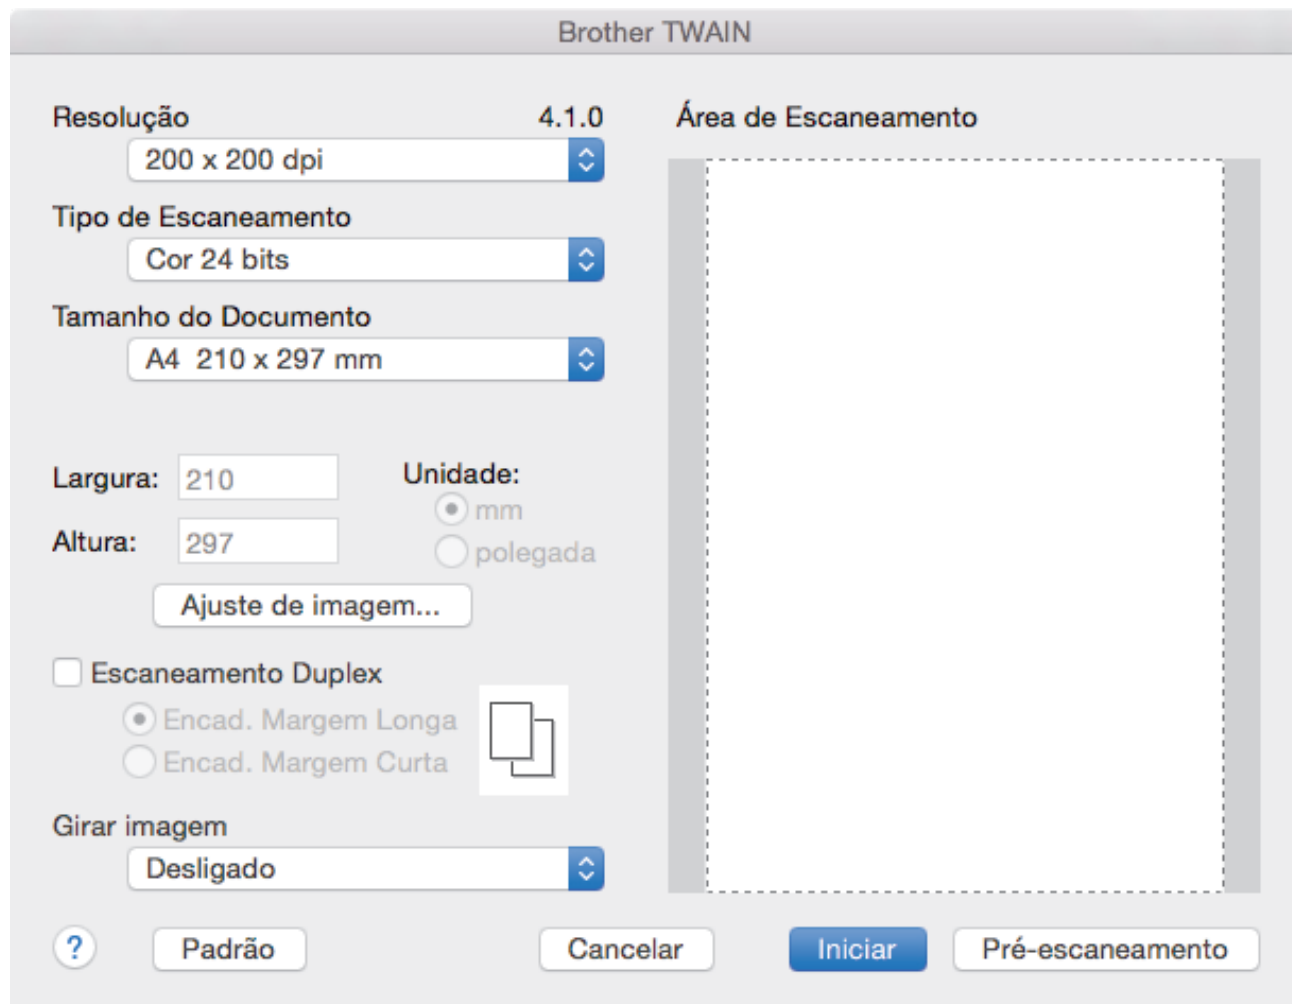 Brother TWAIN
Resolução 4.1.0
200 x 200 dpi
Tipo de Escaneamento
Cor 24 bits
Tamanho do Documento
A4 210 x 297 mm
Largura: 210
Unidade:
mm
Altura: 297
polegada
Ajuste de imagem...
Escaneamento Duplex
Encad. Margem Longa
Encad. Margem Curta
Girar imagem
Desligado
Área de Escaneamento
? Padrão Cancelar Iniciar Pré-escaneamento